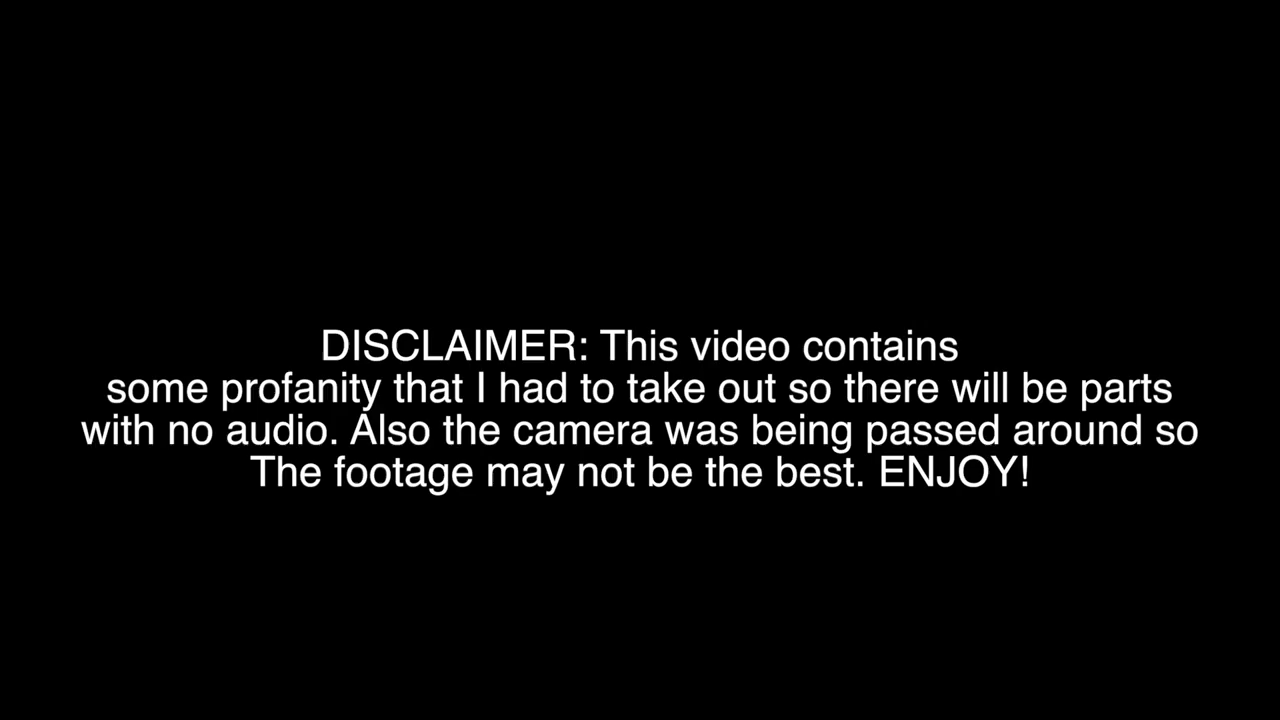 DISCLAIMER: This video contains
some profanity that I had to take out so there will be parts
with no audio. Also the camera was being passed around so
The footage may not be the best. ENJOY!